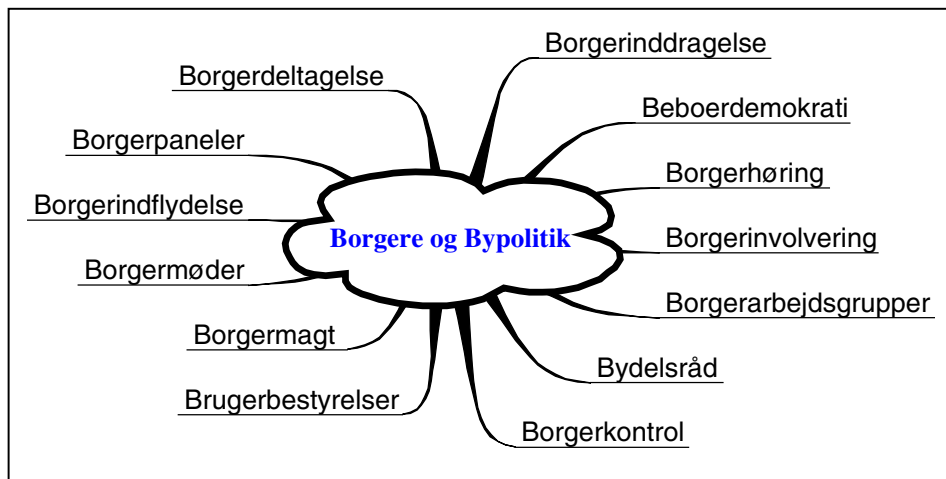 Borgerinddragelse
Borgerdeltagelse
Beboerdemokrati
Borgerpaneler
Borgerhøring
Borgerindflydelse
Borgere og Bypolitik
Borgerinvolvering
Borgermøder
Borgerarbejdsgrupper
Borgermagt
Bydelsråd
Brugerbestyrelser
Borgerkontrol